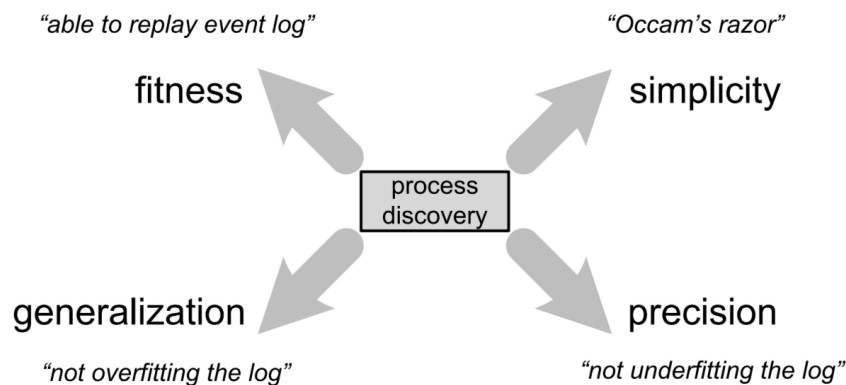 “able to replay event log”
“Occam’s razor”
fitness
simplicity
process
discovery
generalization
precision
“not overfitting the log”
“not underfitting the log”